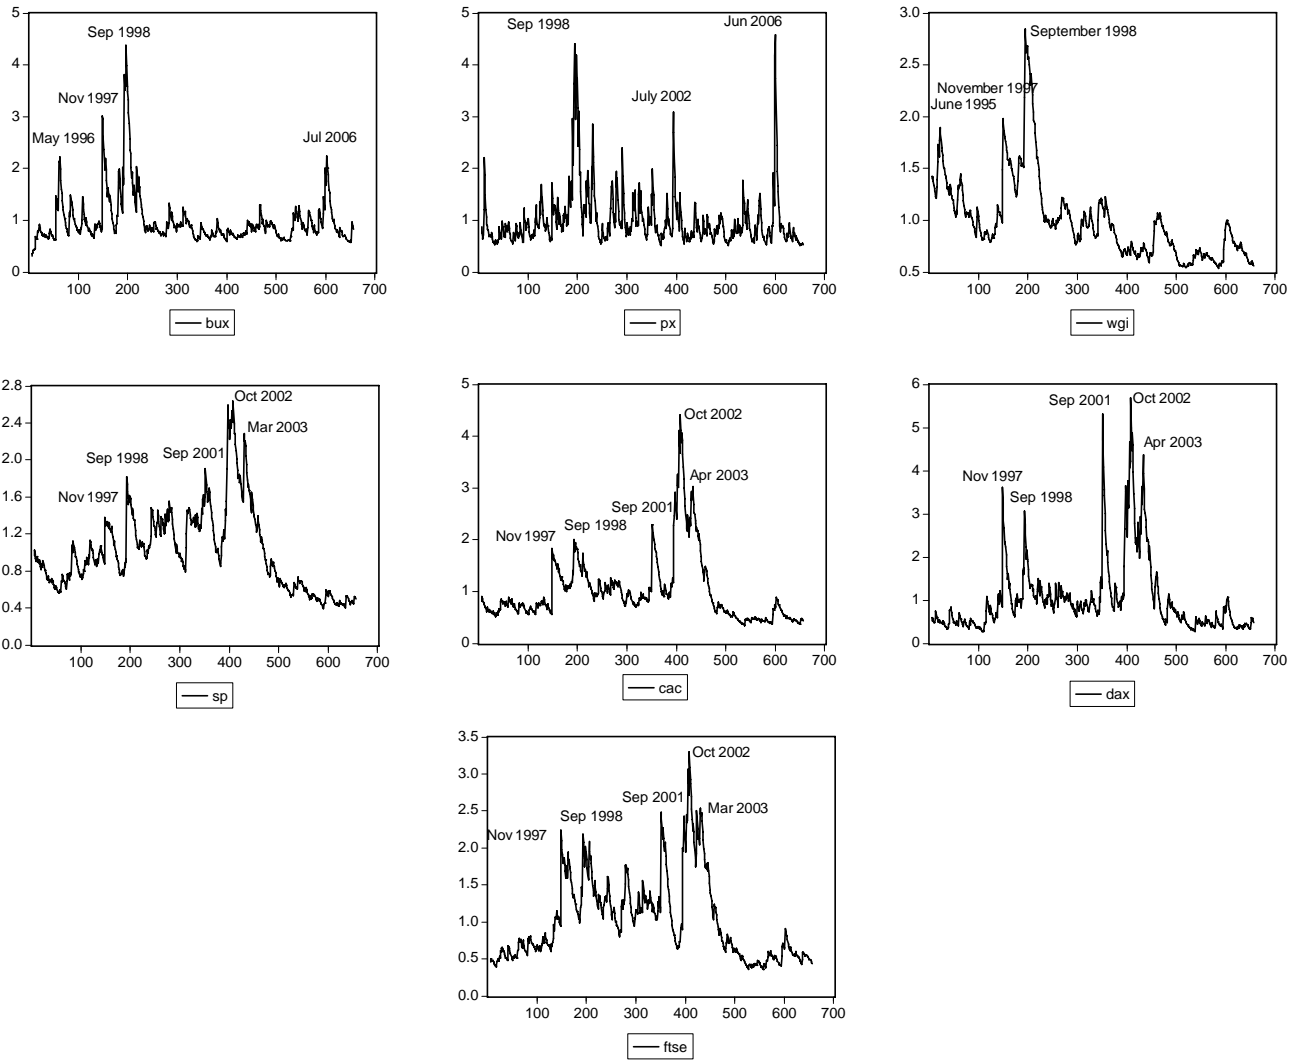 5
4
3
2
1
0
Sep 1998
Nov 1997
May 1996
Jul 2006
100 200 300 400 500 600 700
bux
5
4
3
2
1
0
Sep 1998
Jun 2006
July 2002
100 200 300 400 500 600 700
px
3.0
2.5
2.0
1.5
1.0
0.5
September 1998
November 1997
June 1995
100 200 300 400 500 600 700
wgi
2.8
2.4
2.0
1.6
1.2
0.8
0.4
0.0
Oct 2002
Mar 2003
Sep 2001
Sep 1998
Nov 1997
100 200 300 400 500 600 700
sp
5
4
3
2
1
0
Oct 2002
Apr 2003
Sep 2001
Sep 1998
Nov 1997
100 200 300 400 500 600 700
cac
6
5
4
3
2
1
0
Sep 2001
Oct 2002
Apr 2003
Nov 1997
Sep 1998
100 200 300 400 500 600 700
dax
3.5
3.0
2.5
2.0
1.5
1.0
0.5
0.0
Oct 2002
Sep 2001
Mar 2003
Sep 1998
Nov 1997
100 200 300 400 500 600 700
ftse